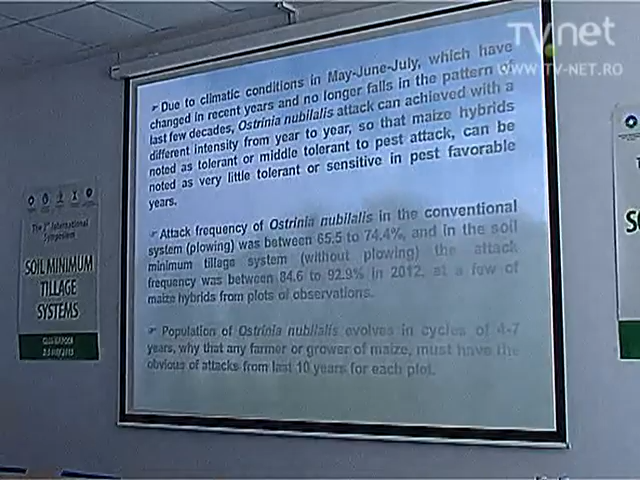 TV.net
WWW.TV-NET.RO
Due to climatic conditions in May-June-July, which have
changed in recent years and no longer falls in the pattern of
last few decades, Ostrinia nubilalis attack can achieved with a
different intensity from year to year, so that maize hybrids
noted as tolerant or middle tolerant to pest attack, can be
noted as very little tolerant or sensitive in pest favorable
years.
Attack frequency of Ostrinia nubilalis in the conventional
system (plowing) was between 65.5 to 74.4%, and in the soil
minimum tillage system (without plowing) the attack
frequency was between 84.6 to 92.9% in 2012, at a few of
maize hybrids from plots of observations.
Population of Ostrinia nubilalis evolves in cycles of 4-7
years, why that any farmer or grower of maize, must have the
obvious of attacks from last 10 years for each plot.
International
Symposium
SOIL MINIMUM
TILLAGE
SYSTEMS